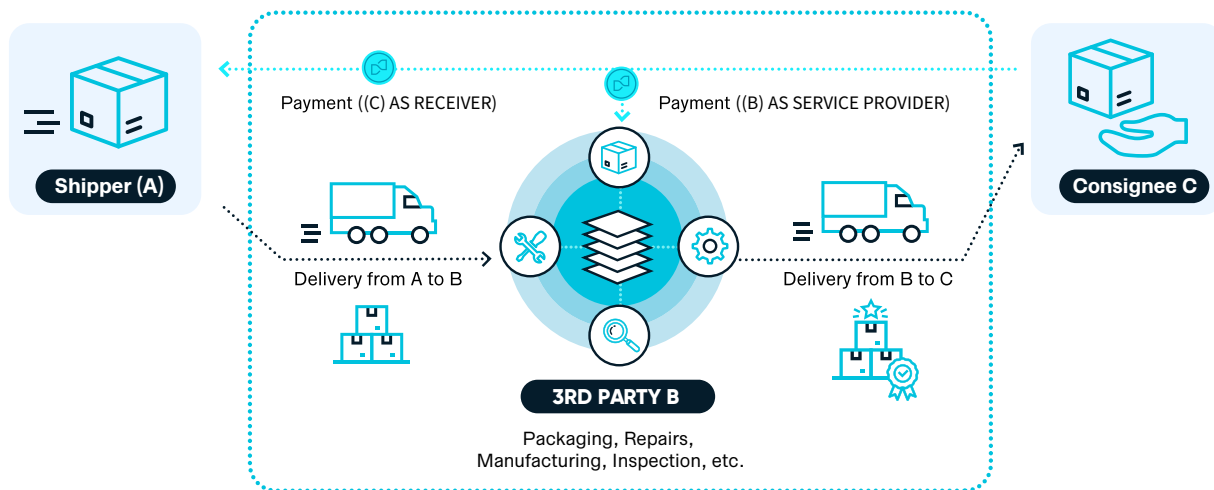 Payment ((C) AS RECEIVER)
Payment ((B) AS SERVICE PROVIDER)
Shipper (A)
Consignee C
Delivery from A to B
Delivery from B to C
3RD PARTY B
Packaging, Repairs,
Manufacturing, Inspection, etc.